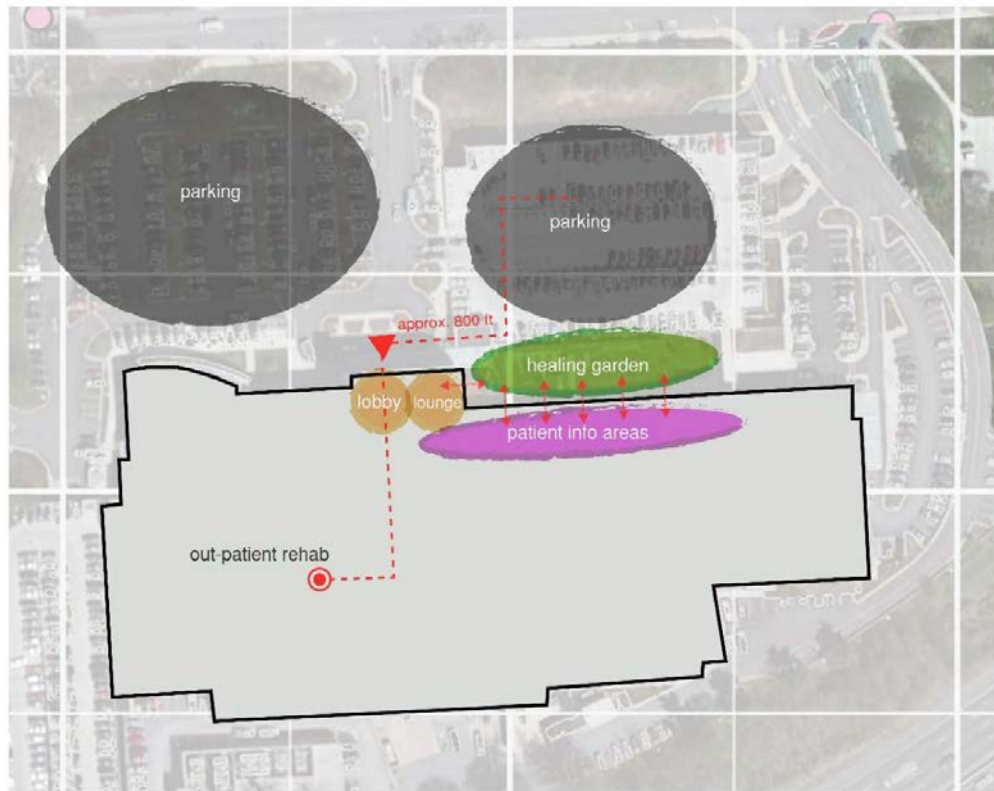 parking
parking
approx. 800 ft
healing garden
lobby
lounge
patient info areas
out-patient rehab